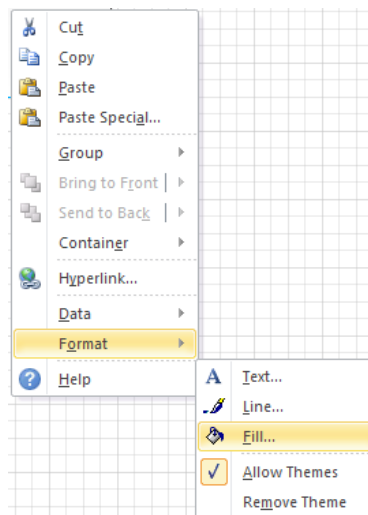 Cut
Copy
Paste
Paste Special...
Group
Bring to Front
Send to Back
Container
Hyperlink...
Data
Format
Help
A Text...
Line...
Fill...
Allow Themes
Remove Theme